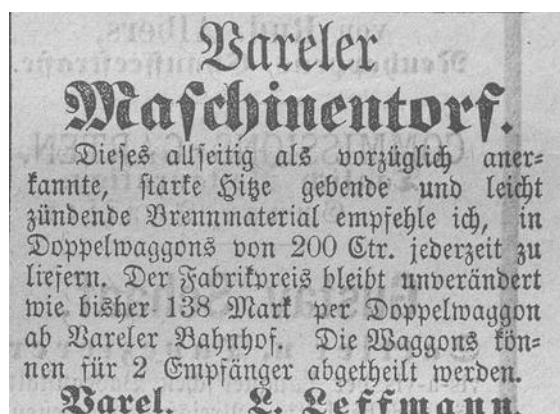 Vareler
Maschinentorf.
Dieses allseitig als vorzüglich aner-
kannte, starke Hitze gebende und leicht
zündende Brennmaterial empfehle ich, in
Doppelwaggons von 200 Ctr. jederzeit zu
liefern. Der Fabrikpreis bleibt unverändert
wie bisher 138 Mark per Doppelwaggon
ab Vareler Bahnhof. Die Waggons kön-
nen für 2 Empfänger abgetheilt werden.
Varel. L. Leffmann.